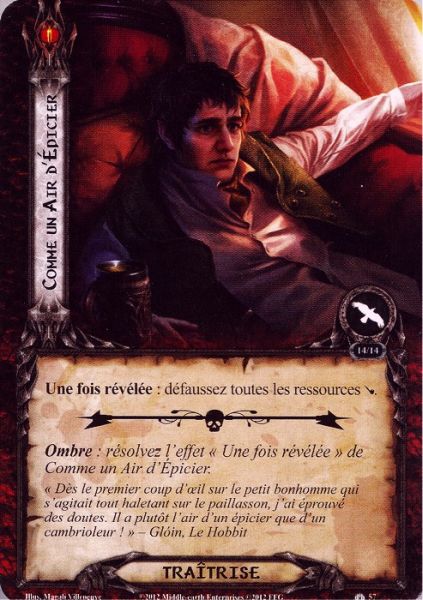 COMME UN AIR D'ÉPICIER
14/14
Une fois révélée : défaussez toutes les ressources
Ombre : résolvez l'effet « Une fois révélée » de
Comme un Air d'Épicier.
« Dès le premier coup d'œil sur le petit bonhomme qui
s'agitait tout haletant sur le paillasson, j'ai éprouvé
des doutes. Il a plutôt l'air d'un épicier que d'un
cambrioleur ! » – Glóin, Le Hobbit
TRAÎTRISE
Illus. Magali Villeneuve
©2012 Middle-earth Enterprises / 2012 FFG
57